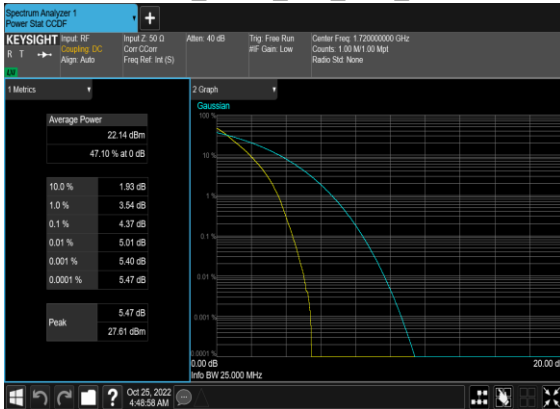 Spectrum Analyzer 1
Power Stat CCDF
+
KEYSIGHT
R T
LW
Input: RF
Coupling: DC
Align: Auto
Input Z: 50 Ω
Corr CCorr
Freq Ref: Int (S)
Atten: 40 dB
Trig: Free Run
#IF Gain: Low
Center Freq: 1.720000000 GHz
Counts: 1.00 M/1.00 Mpt
Radio Std: None
1 Metrics
Average Power
22.14 dBm
47.10 % at 0 dB
10.0 % 1.93 dB
1.0 % 3.54 dB
0.1 % 4.37 dB
0.01 % 5.01 dB
0.001 % 5.40 dB
0.0001 % 5.47 dB
Peak
5.47 dB
27.61 dBm
2 Graph
Gaussian
100 %
10 %
1 %
0.1 %
0.01 %
0.001 %
0.0001 %
0.00 dB
20.00 d
Info BW 25.000 MHz
?
Oct 25, 2022
4:48:58 AM